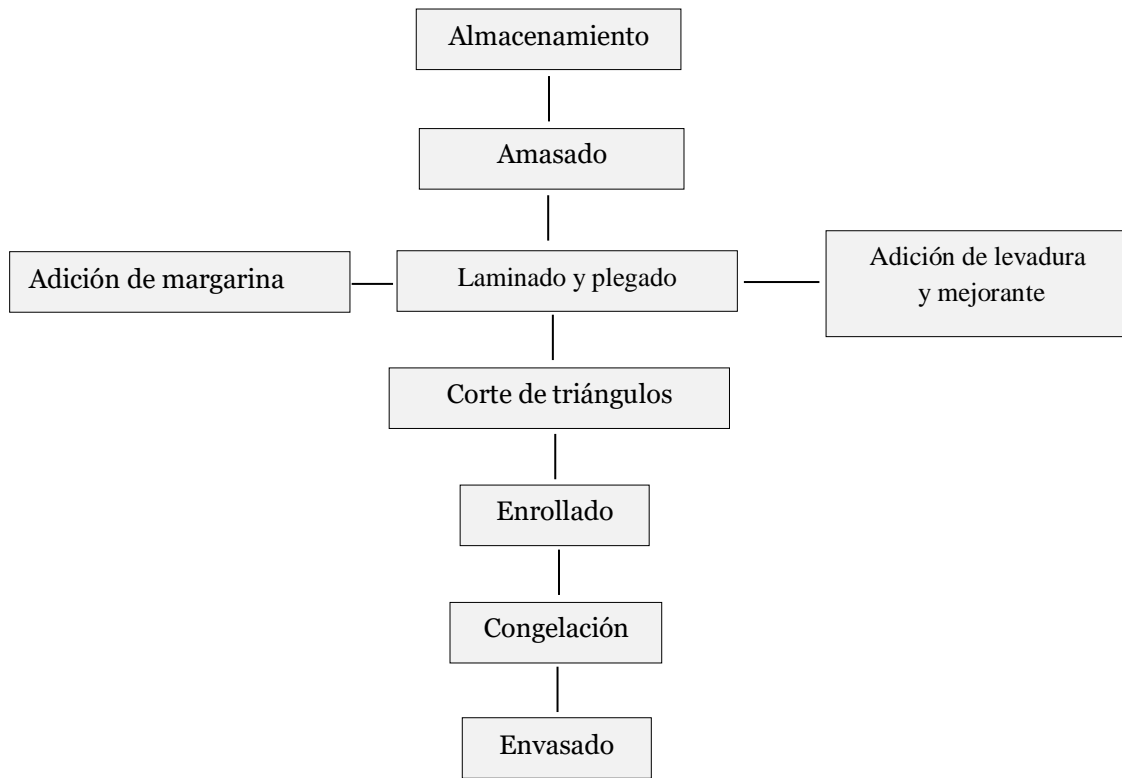 Almacenamiento
Amasado
Adición de margarina
Laminado y plegado
Adición de levadura
y mejorante
Corte de triángulos
Enrollado
Congelación
Envasado